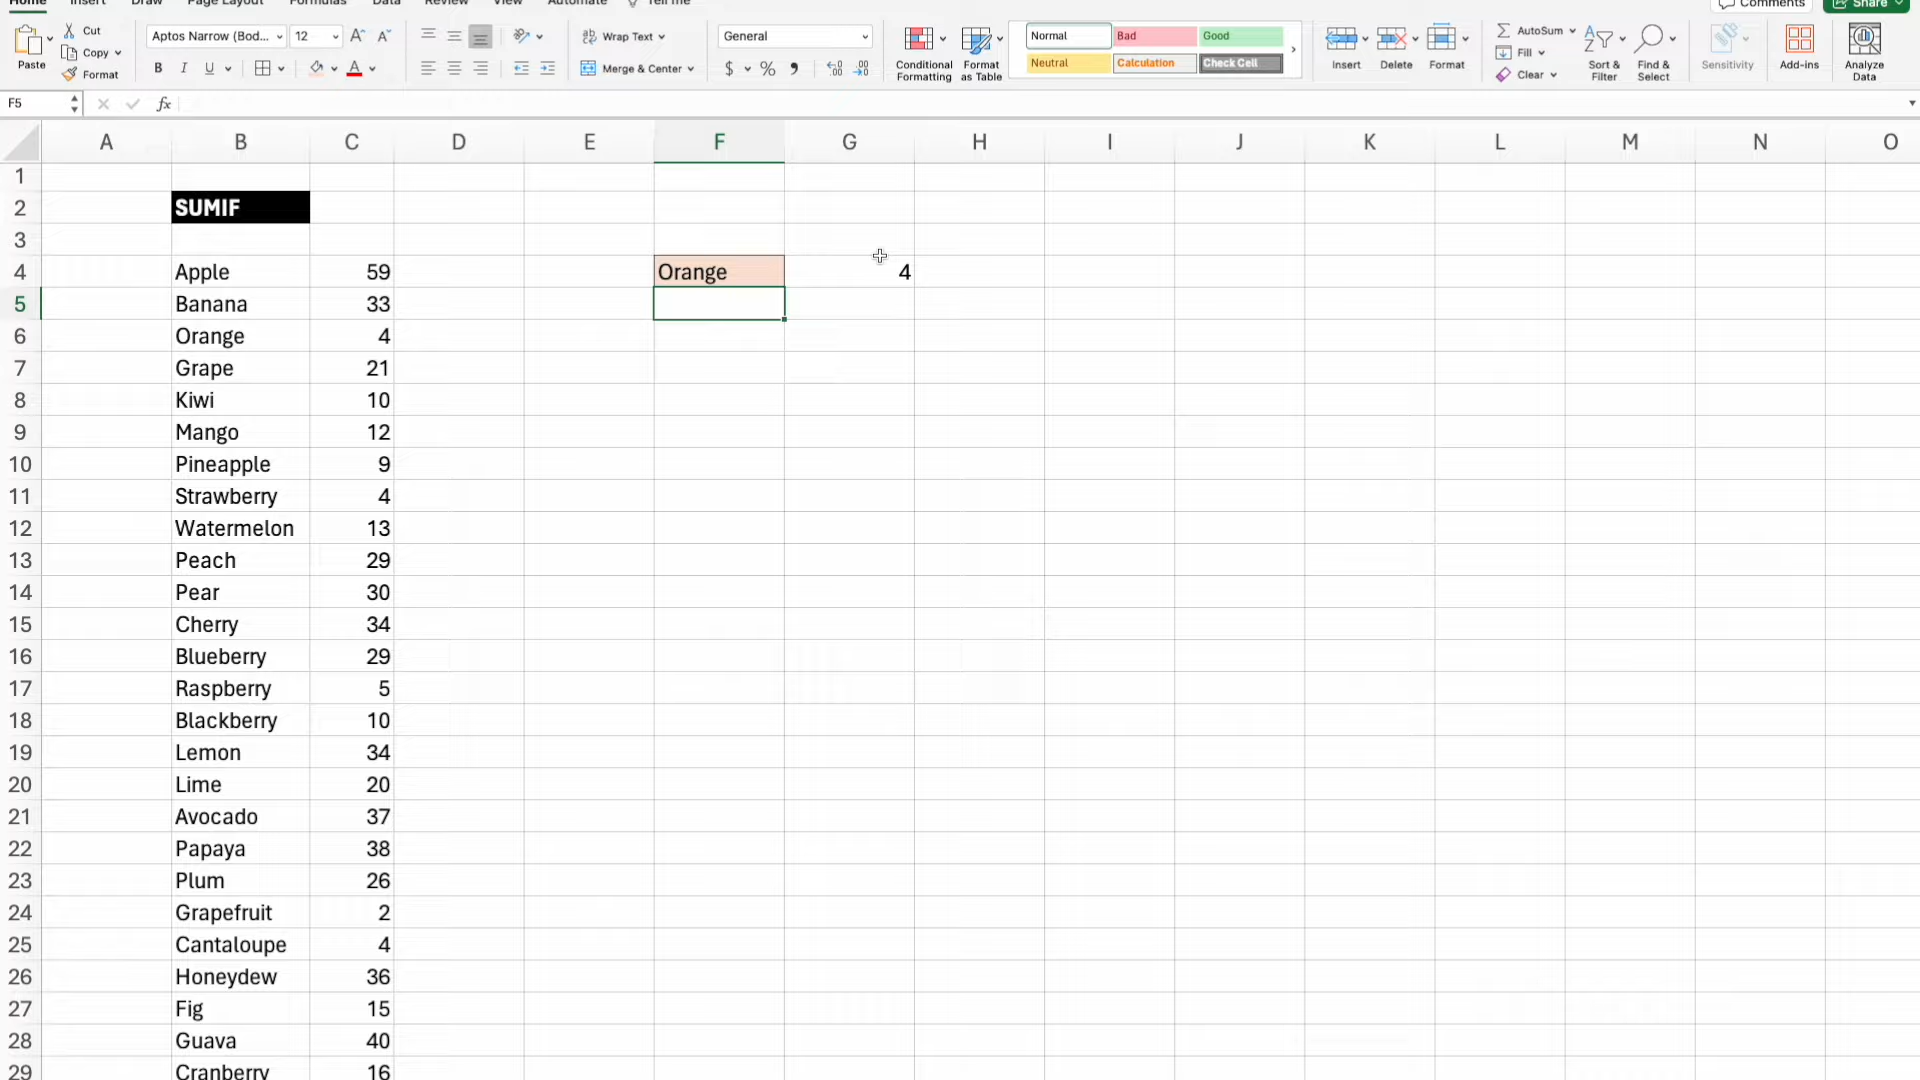 Home Insert Draw Page Layout Formulas Data Review View Automate Tell me Comments Share
Paste Cut Copy Format
Aptos Narrow (Bod... 12 A A
B I U A
Wrap Text
Merge & Center
General
$ % 9
Conditional Formatting
Format as Table
Normal Bad Good
Neutral Calculation Check Cell
Insert Delete Format
AutoSum
Fill
Clear
Sort & Filter
Find & Select
Sensitivity
Add-ins
Analyze Data
F5 fx
A B C D E F G H I J K L M N O
1
2 SUMIF
3
4 Apple 59 Orange 4
5 Banana 33
6 Orange 4
7 Grape 21
8 Kiwi 10
9 Mango 12
10 Pineapple 9
11 Strawberry 4
12 Watermelon 13
13 Peach 29
14 Pear 30
15 Cherry 34
16 Blueberry 29
17 Raspberry 5
18 Blackberry 10
19 Lemon 34
20 Lime 20
21 Avocado 37
22 Papaya 38
23 Plum 26
24 Grapefruit 2
25 Cantaloupe 4
26 Honeydew 36
27 Fig 15
28 Guava 40
29 Cranberry 16